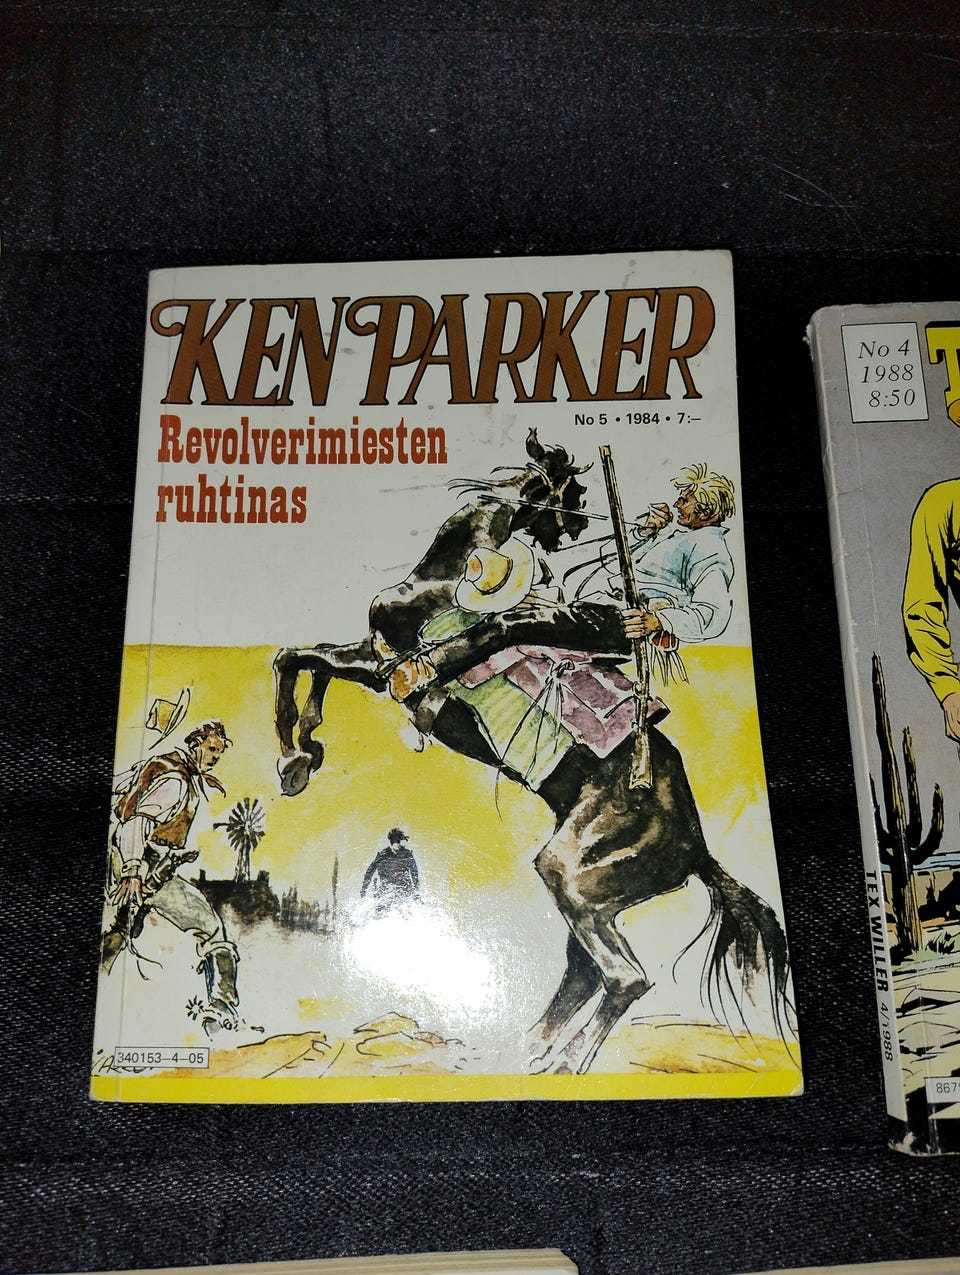 KEN PARKER
No 5 • 1984 • 7:–
Revolverimiesten
ruhtinas
340153–4–05
No 4
1988
8:50
TEX WILLER 4/1988